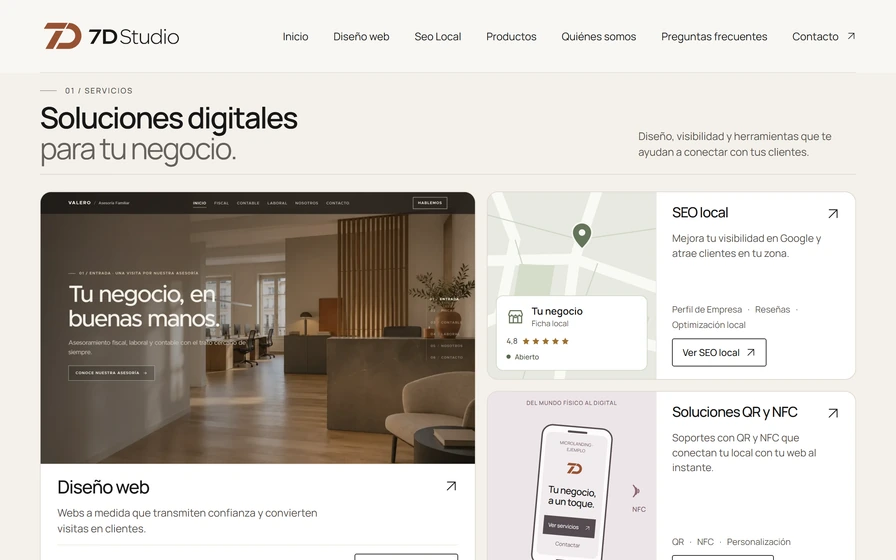 7D Studio
Inicio
Diseño web
Seo Local
Productos
Quiénes somos
Preguntas frecuentes
Contacto
01 / SERVICIOS
Soluciones digitales
para tu negocio.
Diseño, visibilidad y herramientas que te
ayudan a conectar con tus clientes.
VALERO / Asesoría Familiar
INICIO FISCAL CONTABLE LABORAL NOSOTROS CONTACTO
HABLEMOS
01 / ENTRADA · UNA VISITA POR NUESTRA ASESORÍA
Tu negocio, en
buenas manos.
Asesoramiento fiscal, laboral y contable con el trato cercano de
siempre.
CONOCE NUESTRA ASESORÍA
Diseño web
Webs a medida que transmiten confianza y convierten
visitas en clientes.
Tu negocio
Ficha local
4,8
Abierto
SEO local
Mejora tu visibilidad en Google y
atrae clientes en tu zona.
Perfil de Empresa · Reseñas ·
Optimización local
Ver SEO local
DEL MUNDO FÍSICO AL DIGITAL
MICROLANDING ·
EJEMPLO
7D
Tu negocio,
a un toque.
Ver servicios
Contactar
NFC
Soluciones QR y NFC
Soportes con QR y NFC que
conectan tu local con tu web al
instante.
QR · NFC · Personalización